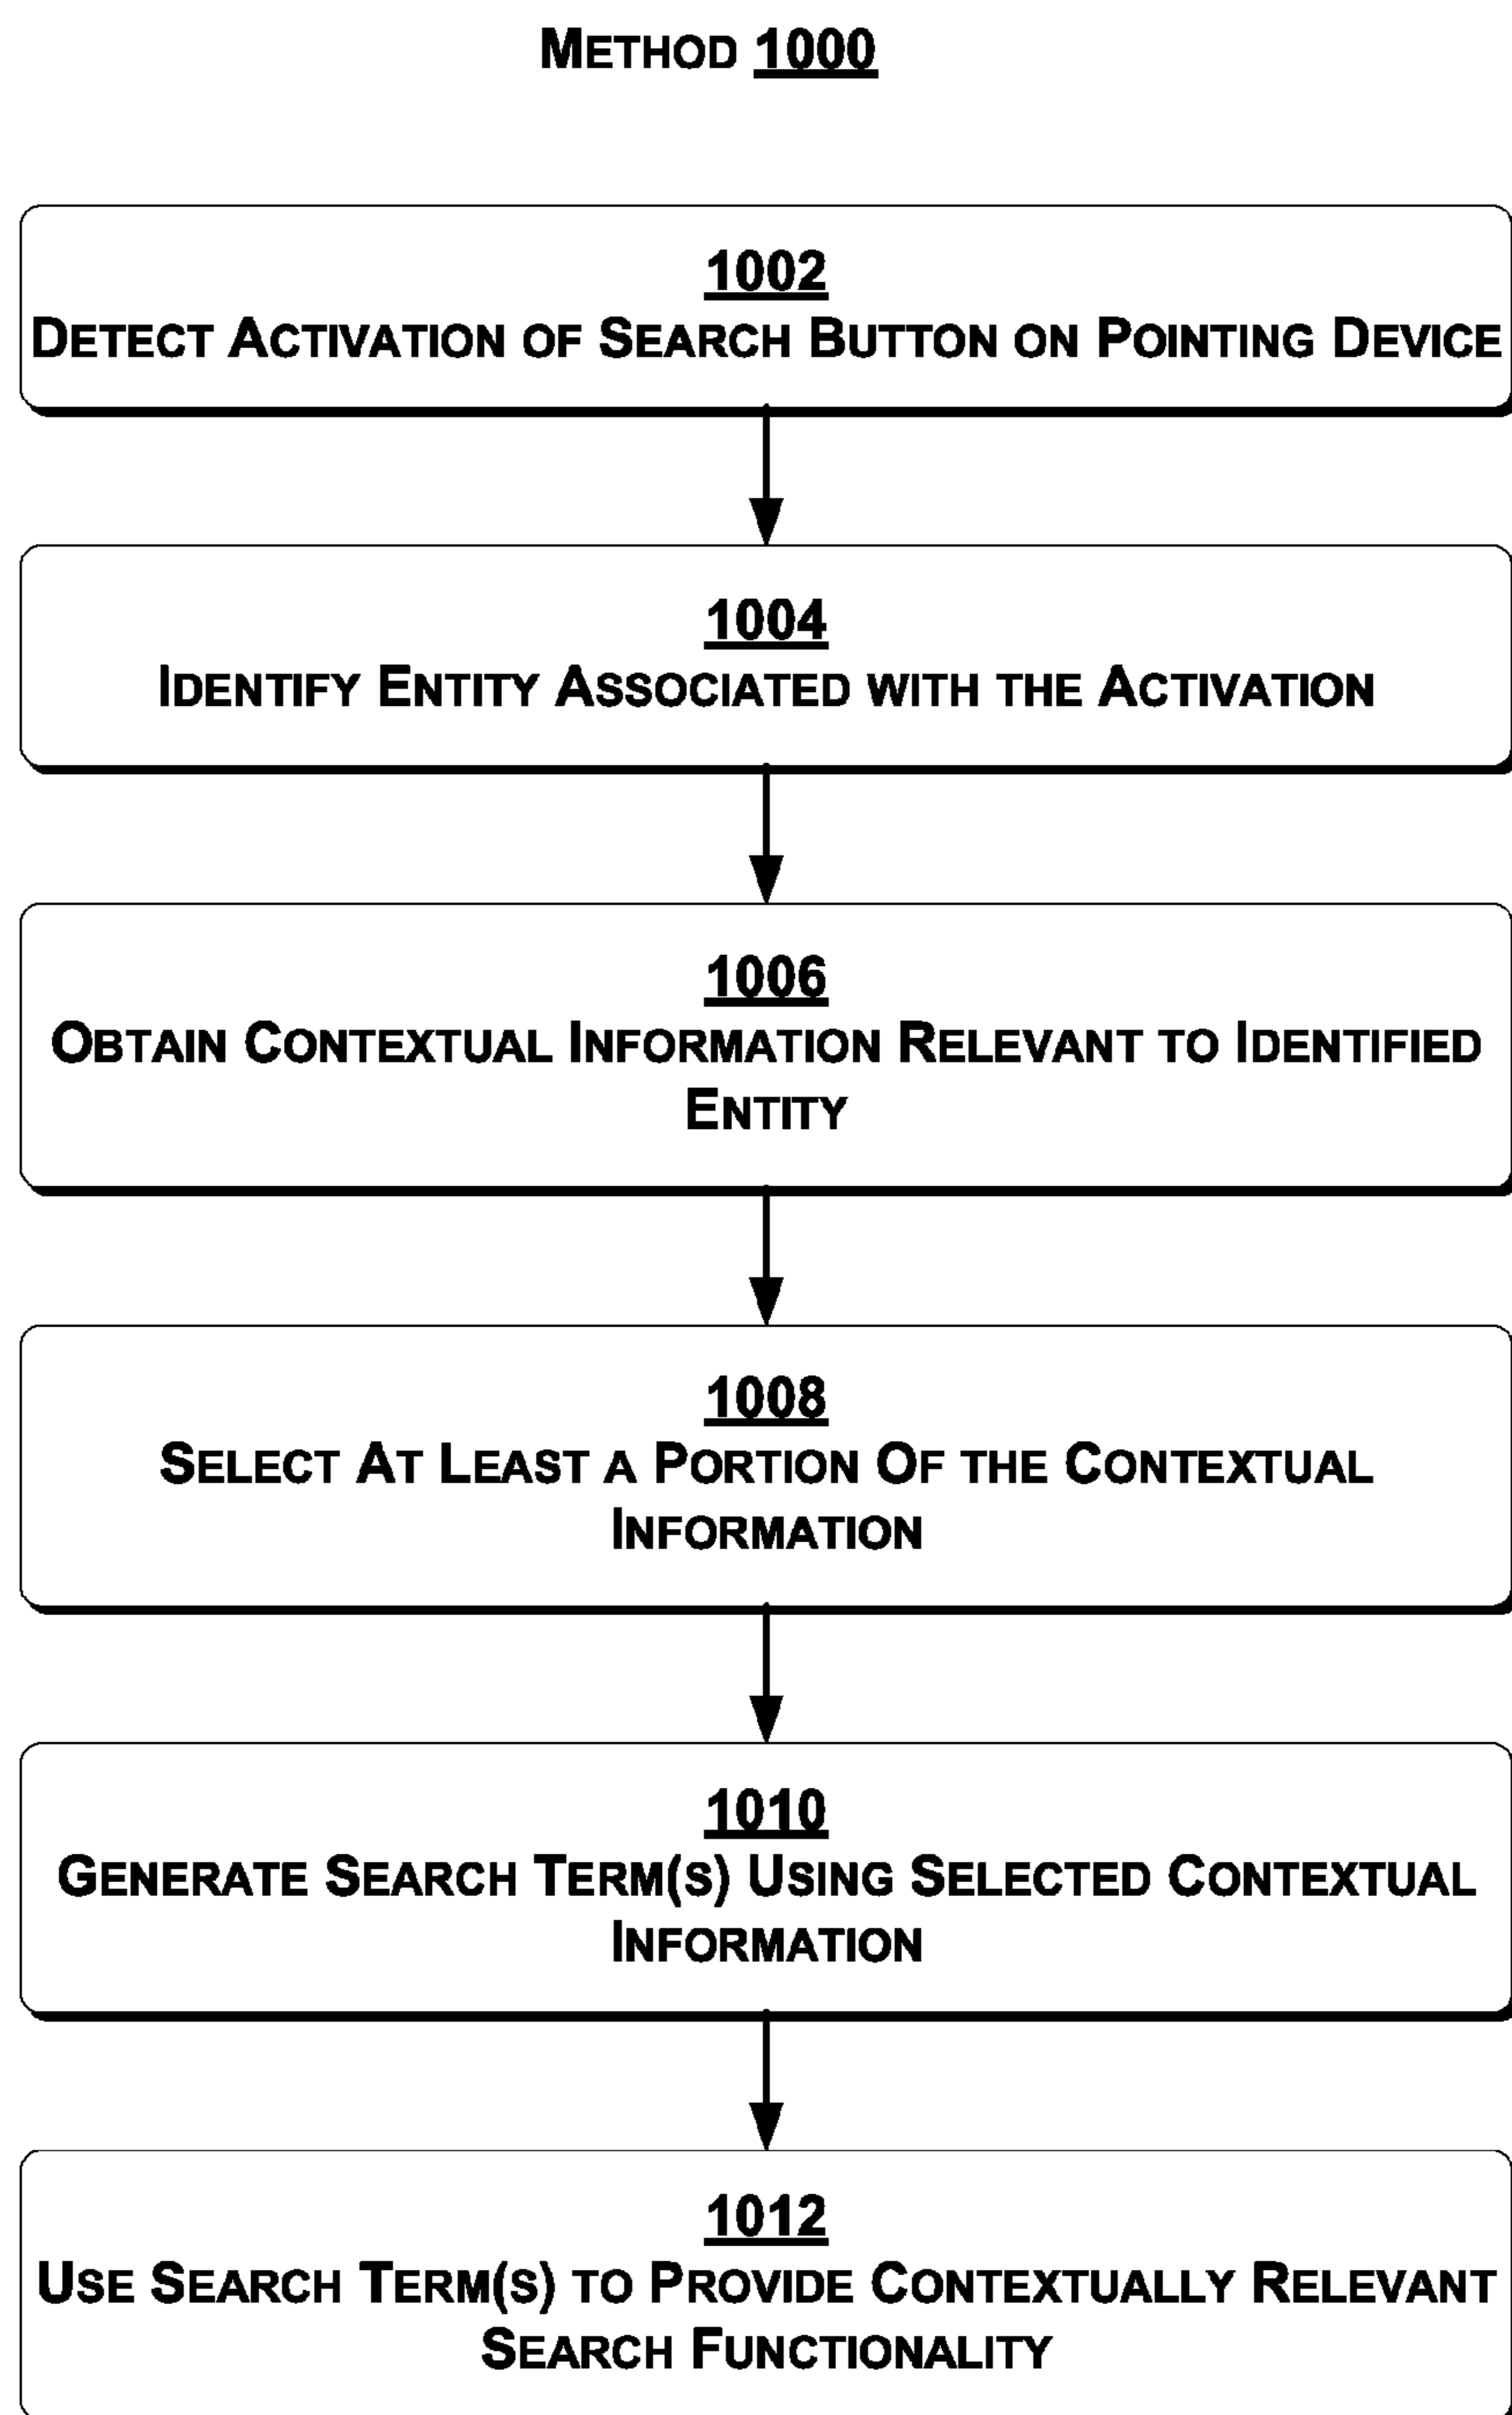 METHOD 1000
1002
DETECT ACTIVATION OF SEARCH BUTTON ON POINTING DEVICE
1004
IDENTIFY ENTITY ASSOCIATED WITH THE ACTIVATION
1006
OBTAIN CONTEXTUAL INFORMATION RELEVANT TO IDENTIFIED
ENTITY
1008
SELECT AT LEAST A PORTION OF THE CONTEXTUAL
INFORMATION
1010
GENERATE SEARCH TERM(S) USING SELECTED CONTEXTUAL
INFORMATION
1012
USE SEARCH TERM(S) TO PROVIDE CONTEXTUALLY RELEVANT
SEARCH FUNCTIONALITY